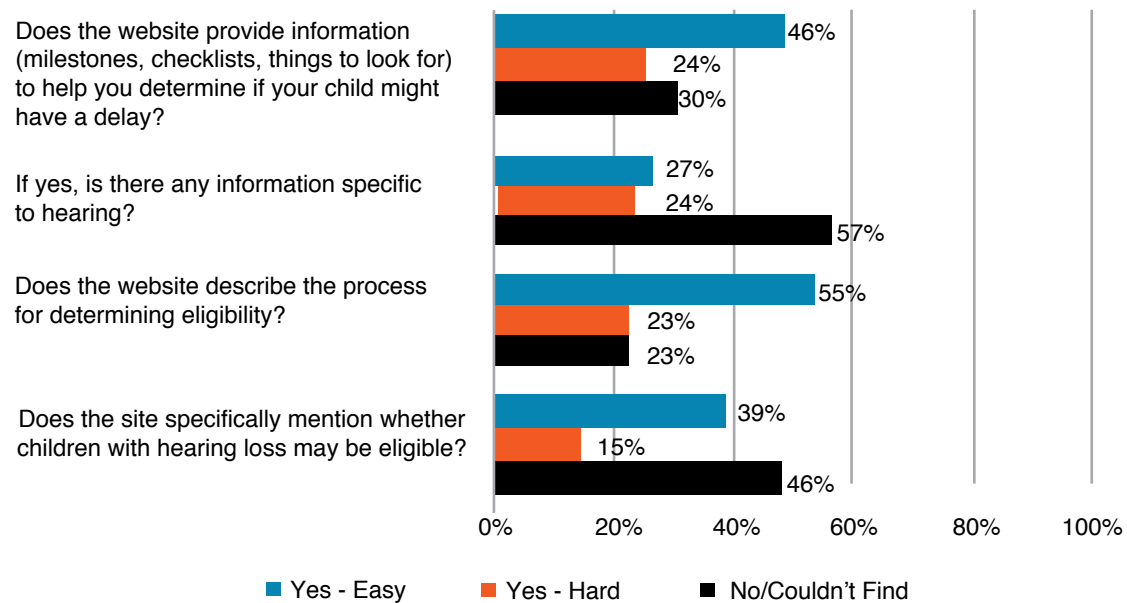 Does the website provide information
(milestones, checklists, things to look for)
to help you determine if your child might
have a delay?
46%
24%
30%
If yes, is there any information specific
to hearing?
27%
24%
57%
Does the website describe the process
for determining eligibility?
55%
23%
23%
Does the site specifically mention whether
children with hearing loss may be eligible?
39%
15%
46%
0% 20% 40% 60% 80% 100%
Yes - Easy Yes - Hard No/Couldn't Find